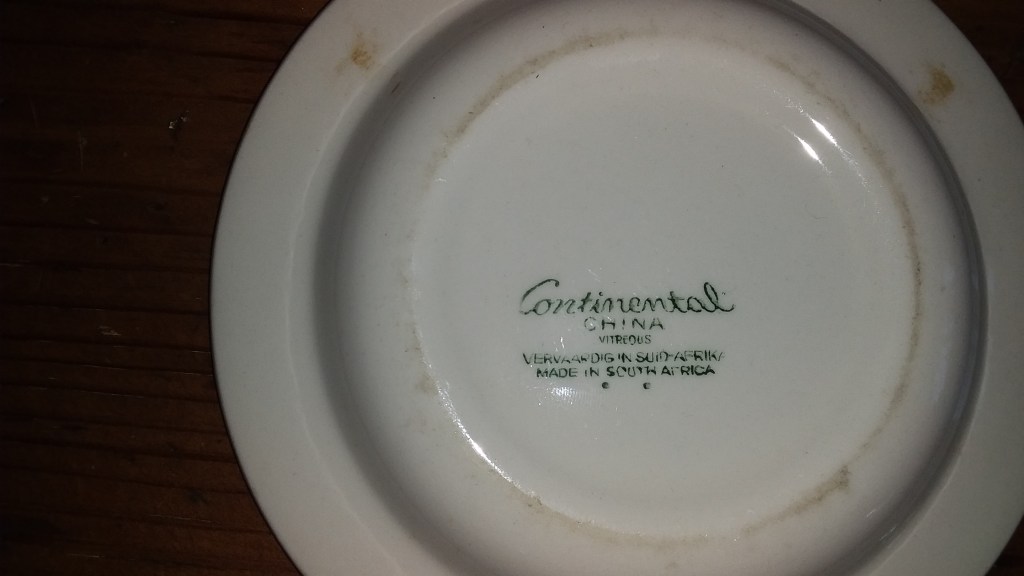 Continental
CHINA
VITREOUS
VERVAARDIG IN SUID-AFRIKA
MADE IN SOUTH AFRICA